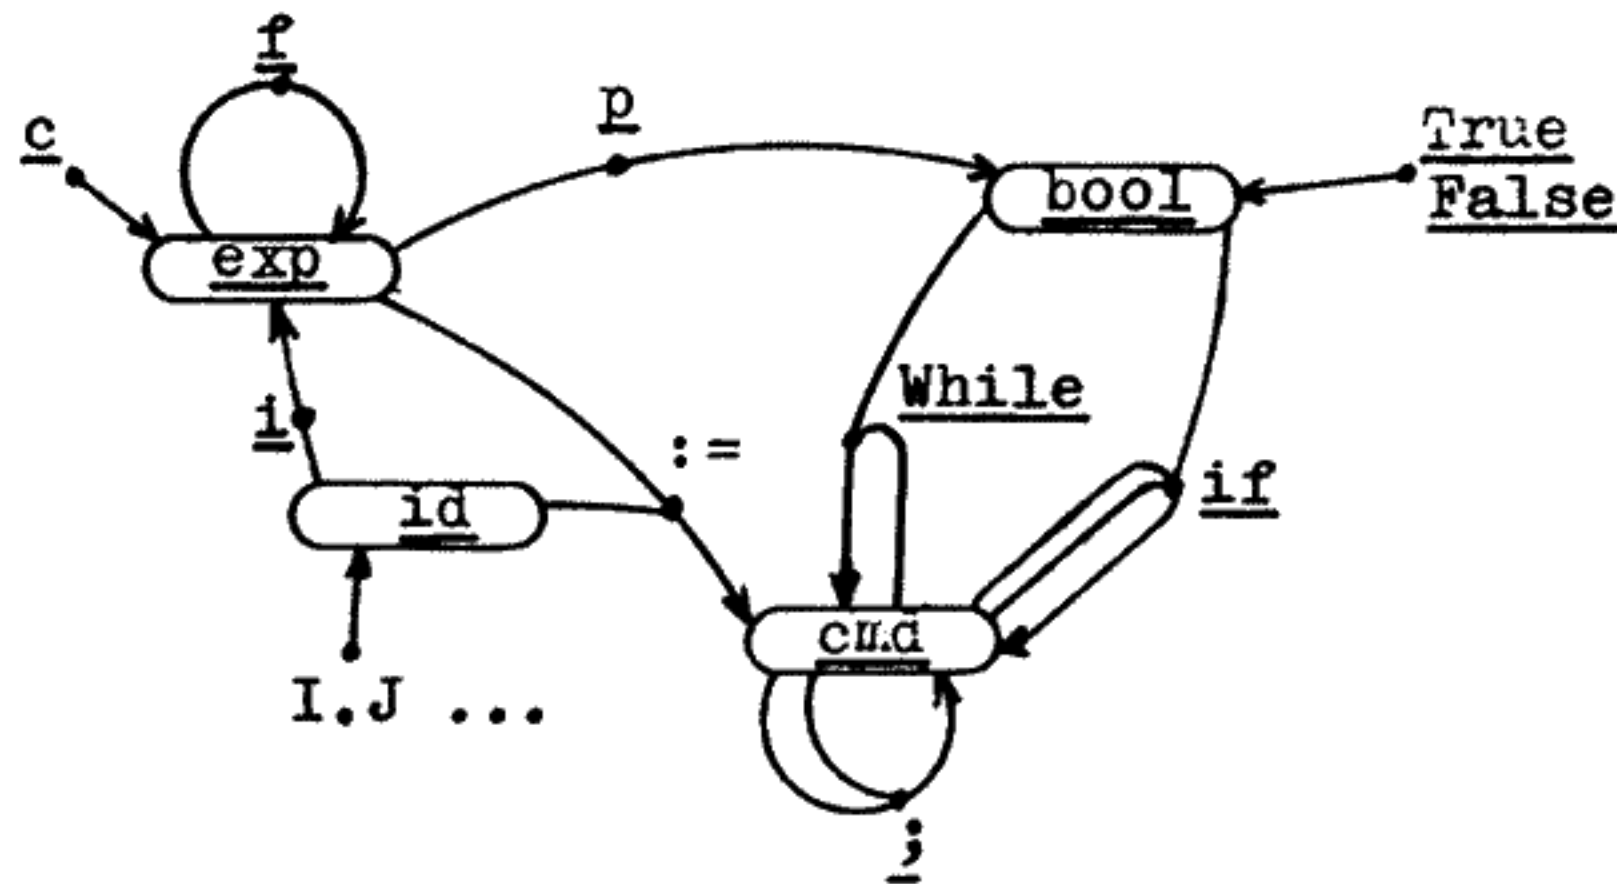 f
c
p
True
False
bool
exp
While
i
:=
if
id
cmd
I.J ...
;